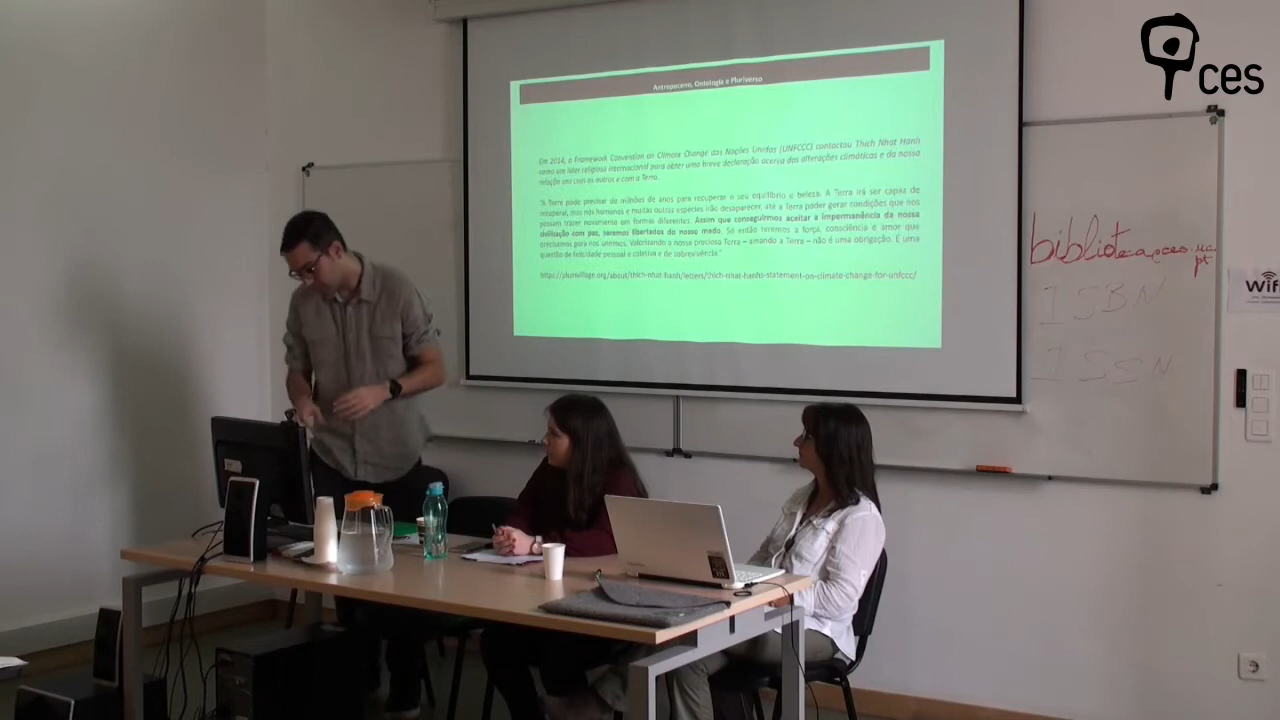 ces
Antropoceno, Ontologia e Pluriverso
Em 2014, a Framework Convention on Climate Change das Nações Unidas (UNFCCC) contactou Thich Nhat Hanh
como um líder religioso internacional para obter uma breve declaração acerca das alterações climáticas e da nossa
relação uns com os outros e com a Terra.
"A Terra pode precisar de milhões de anos para recuperar o seu equilíbrio e beleza. A Terra irá ser capaz de
recuperar, mas nós humanos e muitas outras espécies irão desaparecer, até a Terra poder gerar condições que nos
possam trazer novamente em formas diferentes. Assim que conseguirmos aceitar a impermanência da nossa
civilização com paz, seremos libertados do nosso medo. Só então teremos a força, consciência e amor que
precisamos para nos unirmos. Valorizando a nossa preciosa Terra – amando a Terra – não é uma obrigação. É uma
questão de felicidade pessoal e coletiva e de sobrevivência."
https://plumvillage.org/about/thich-nhat-hanh/letters/thich-nhat-hanhs-statement-on-climate-change-for-unfccc/
biblioteca@ces.uc.
pt
ISBN
ISSN
Wifi